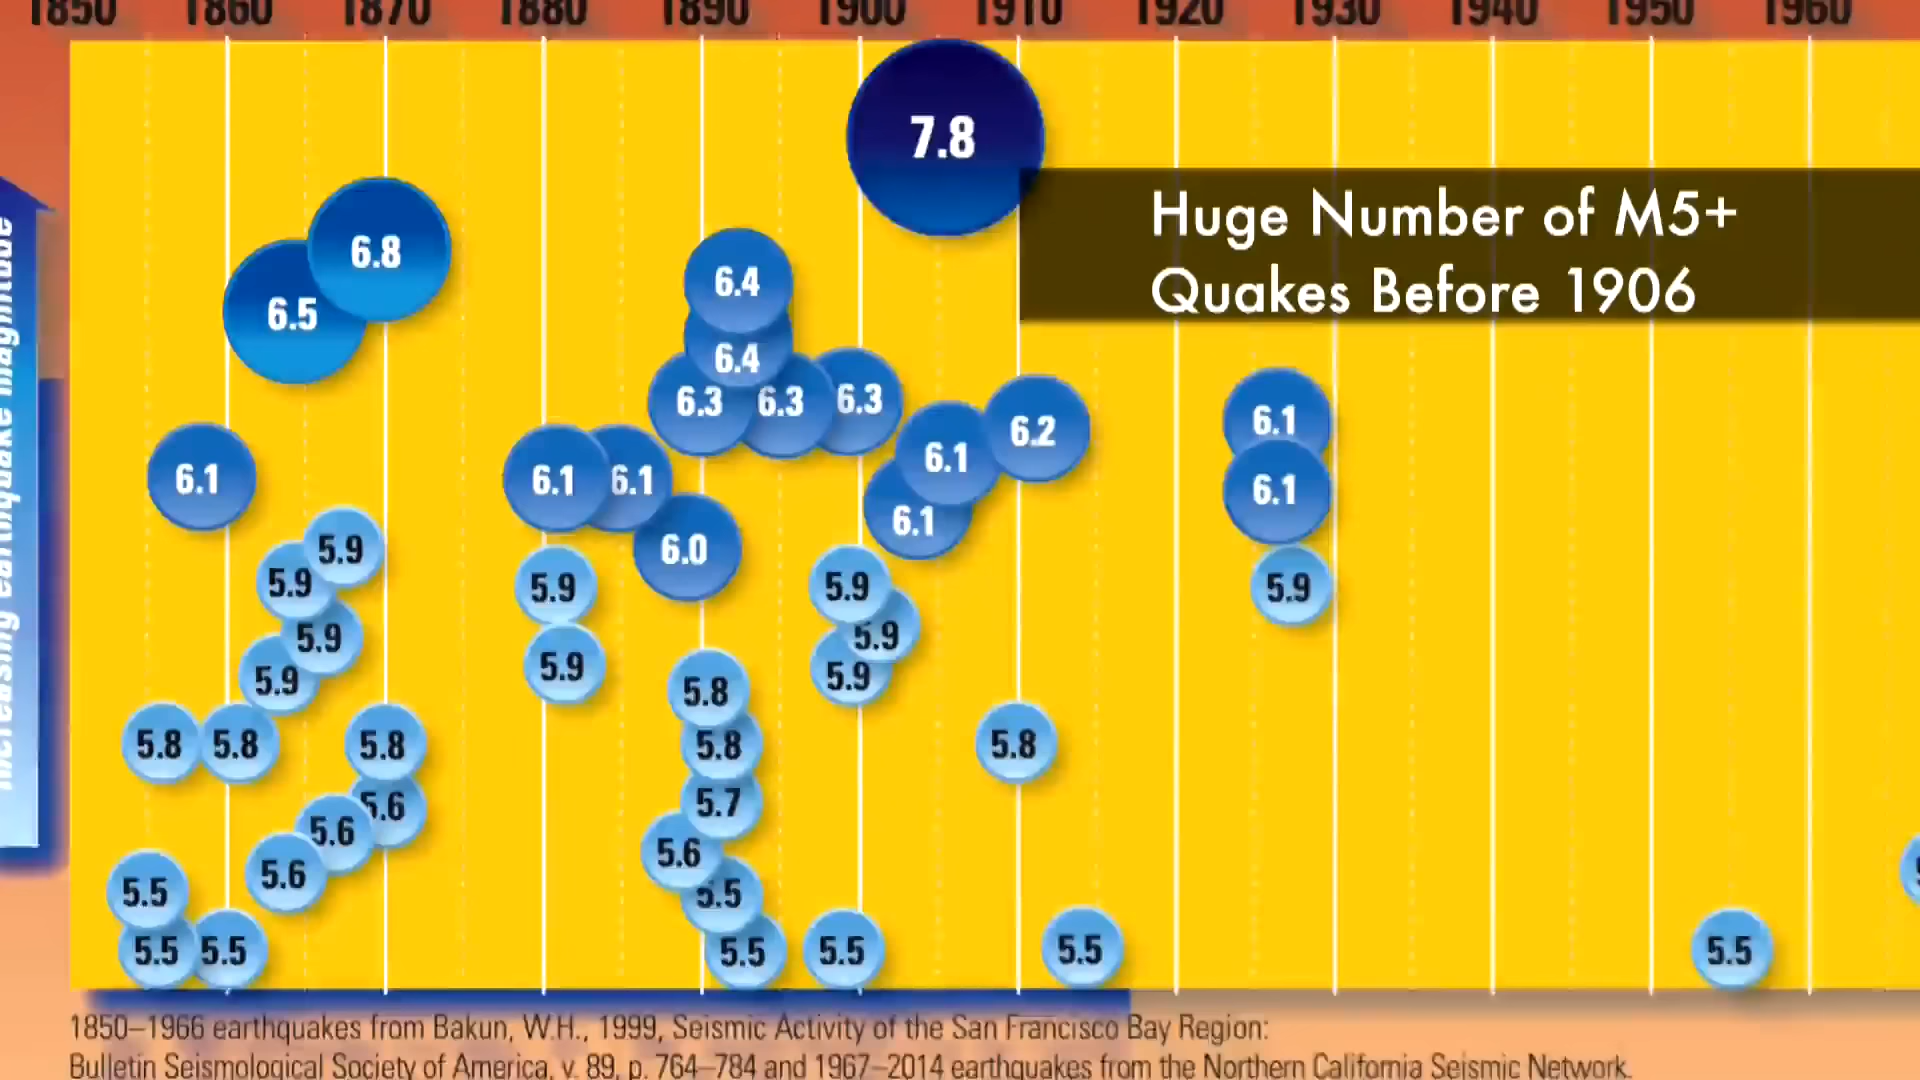 1850 1860 1870 1880 1890 1900 1910 1920 1930 1940 1950 1960
7.8
Huge Number of M5+
Quakes Before 1906
6.8
6.5
6.4
6.4
6.3 6.3 6.3
6.2
6.1
6.1
6.1 6.1 6.1
6.1
6.1
6.1
6.0
5.9
5.9
5.9 5.9 5.9
5.9
5.9
5.9
5.9
5.9
5.8
5.8 5.8 5.8 5.8 5.8
5.7
5.6
5.6
5.6
5.6
5.5 5.5
5.5 5.5 5.5 5.5 5.5 5.5
increasing earthquake magnitude
1850–1966 earthquakes from Bakun, W.H., 1999, Seismic Activity of the San Francisco Bay Region:
Bulletin Seismological Society of America, v. 89, p. 764–784 and 1967–2014 earthquakes from the Northern California Seismic Network.